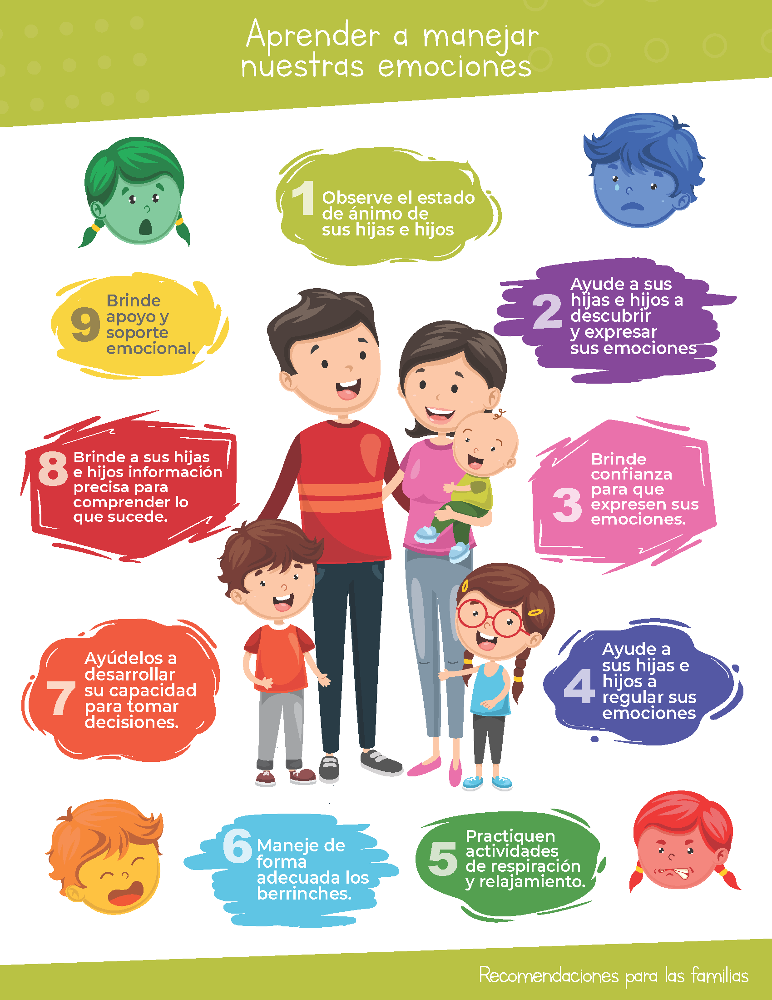 Aprender a manejar
nuestras emociones
1
Observe el estado
de ánimo de
sus hijas e hijos
2
Ayude a sus
hijas e hijos a
descubrir
y expresar
sus emociones
3
Brinde
confianza
para que
expresen sus
emociones.
4
Ayude a
sus hijas e
hijos a
regular sus
emociones
5
Practiquen
actividades
de respiración
y relajamiento.
6
Maneje de
forma
adecuada los
berrinches.
7
Ayúdelos a
desarrollar
su capacidad
para tomar
decisiones.
8
Brinde a sus hijas
e hijos información
precisa para
comprender lo
que sucede.
9
Brinde
apoyo y
soporte
emocional.
Recomendaciones para las familias